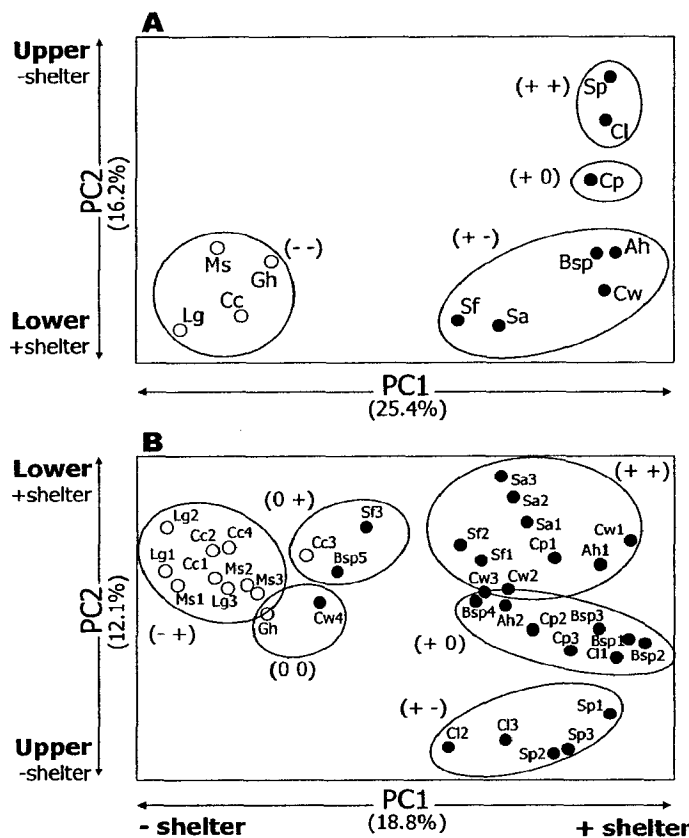 A
Upper
-shelter
PC2
(16.2%)
Lower
+shelter
(+ +)
Sp
Cl
(+ 0)
Cp
(+ -)
Ah
Bsp
Cw
Sf
Sa
(- -)
Ms
Gh
Cc
Lg
PC1
(25.4%)
B
Lower
+shelter
PC2
(12.1%)
Upper
-shelter
(+ +)
Sa3
Sa2
Sa1
Cw1
Sf2
Sf1
Cp1
Ah1
Cw3
Cw2
(0 +)
Sf3
Cc3
Bsp5
Lg2
Cc2
Cc4
Lg1
Cc1
Ms2
Ms3
Ms1
Lg3
(- +)
Gh
Cw4
(0 0)
Bsp4
Ah2
Cp2
Bsp3
(+ 0)
Cp3
Bsp1
Cl1
Bsp2
(+ -)
Sp1
Cl2
Cl3
Sp3
Sp2
PC1
- shelter
(18.8%)
+ shelter